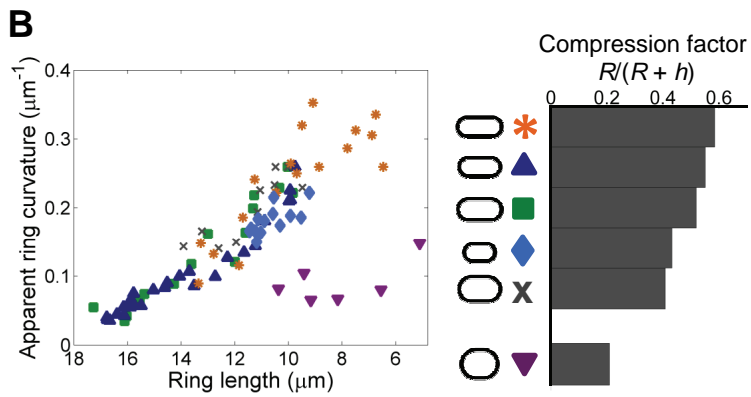 B
Compression factor
R/(R + h)
0 0.2 0.4 0.6
Apparent ring curvature (μm⁻¹)
0.4
0.3
0.2
0.1
0
18 16 14 12 10 8 6
Ring length (μm)